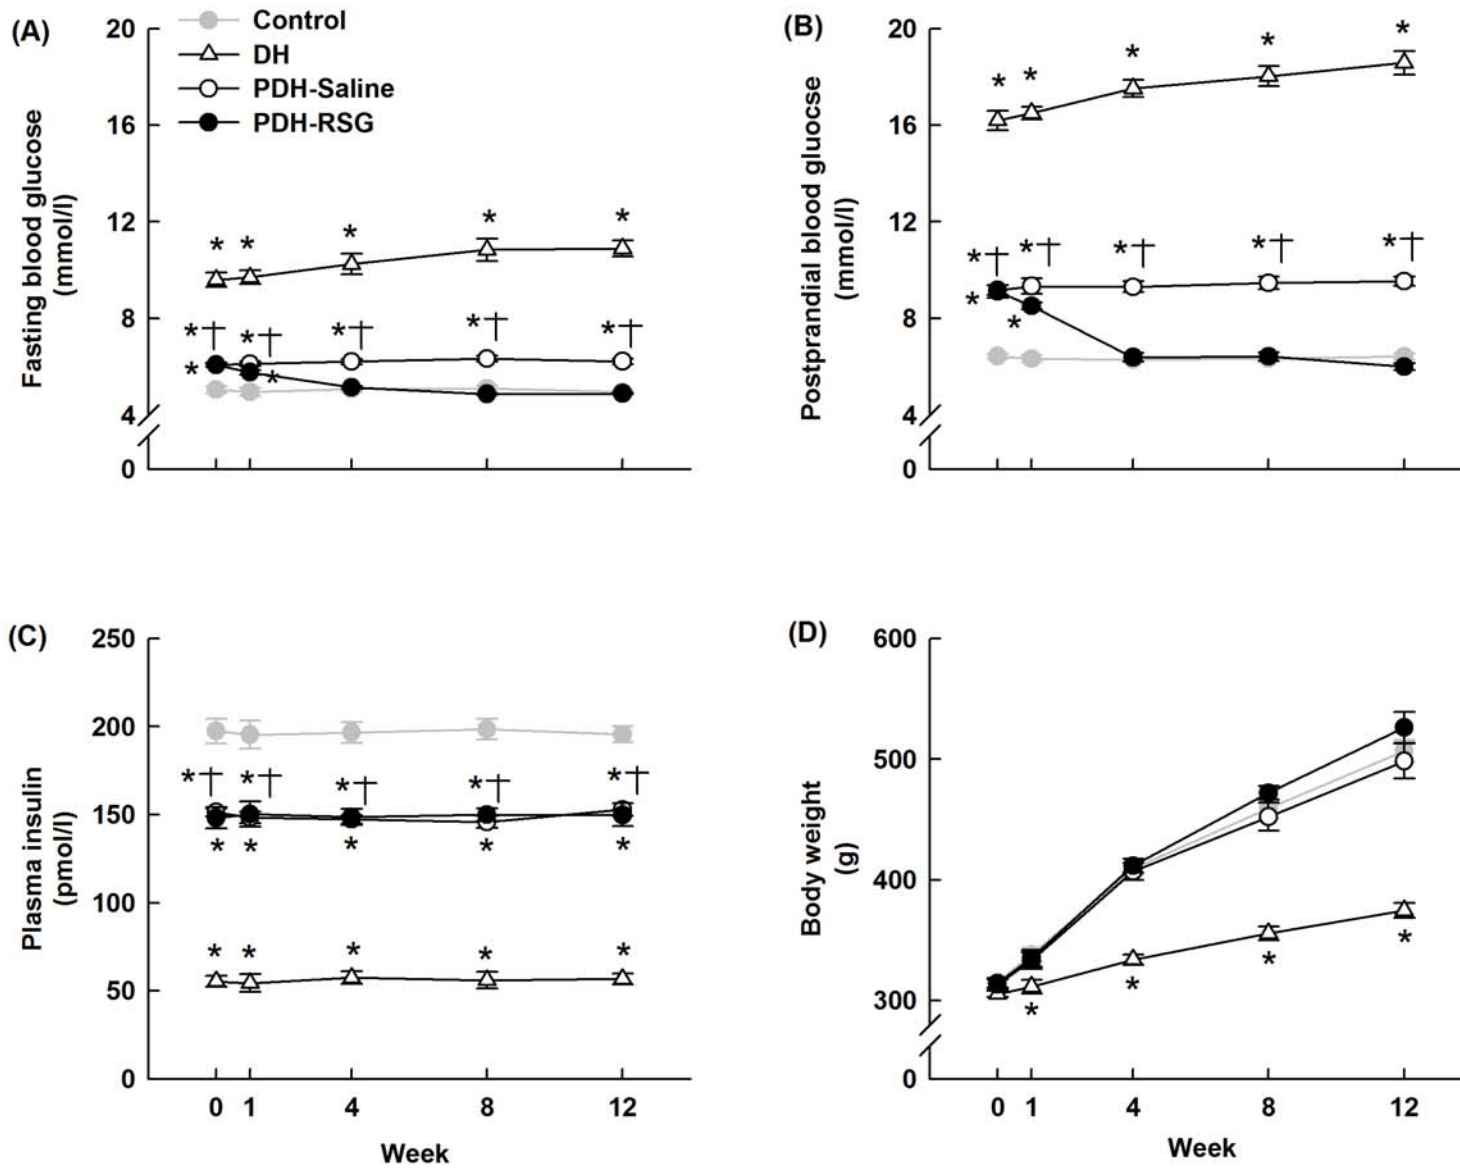 (A)
Control
DH
PDH-Saline
PDH-RSG
Fasting blood glucose
(mmol/l)
20
16
12
8
4
0
* * * * *
*† *† *† *† *†
* *
(B)
Postprandial blood gluocse
(mmol/l)
20
16
12
8
4
0
* * * * *
*† *† *† *† *†
* *
(C)
Plasma insulin
(pmol/l)
250
200
150
100
50
0
*† *† *† *† *†
* * * * *
* * * * *
0 1 4 8 12
Week
(D)
Body weight
(g)
600
500
400
300
0
* * * *
0 1 4 8 12
Week